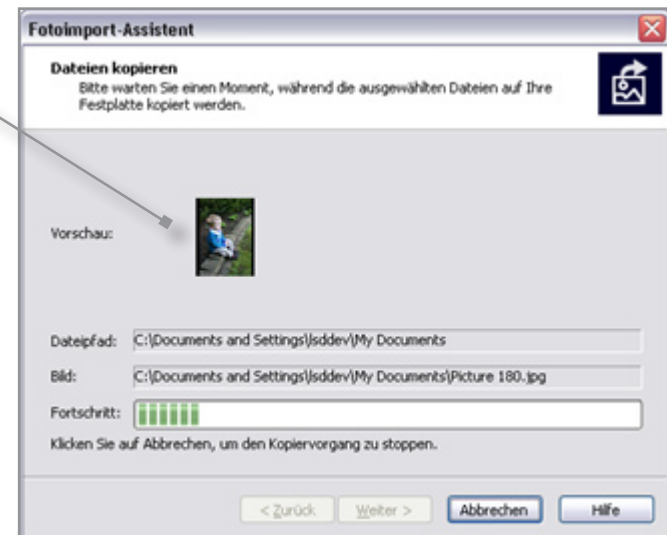 Fotoimport-Assistent
Dateien kopieren
Bitte warten Sie einen Moment, während die ausgewählten Dateien auf Ihre
Festplatte kopiert werden.
Vorschau:
Dateipfad: C:\Documents and Settings\lsddev\My Documents
Bild: C:\Documents and Settings\lsddev\My Documents\Picture 180.jpg
Fortschritt:
Klicken Sie auf Abbrechen, um den Kopiervorgang zu stoppen.
< Zurück Weiter > Abbrechen Hilfe